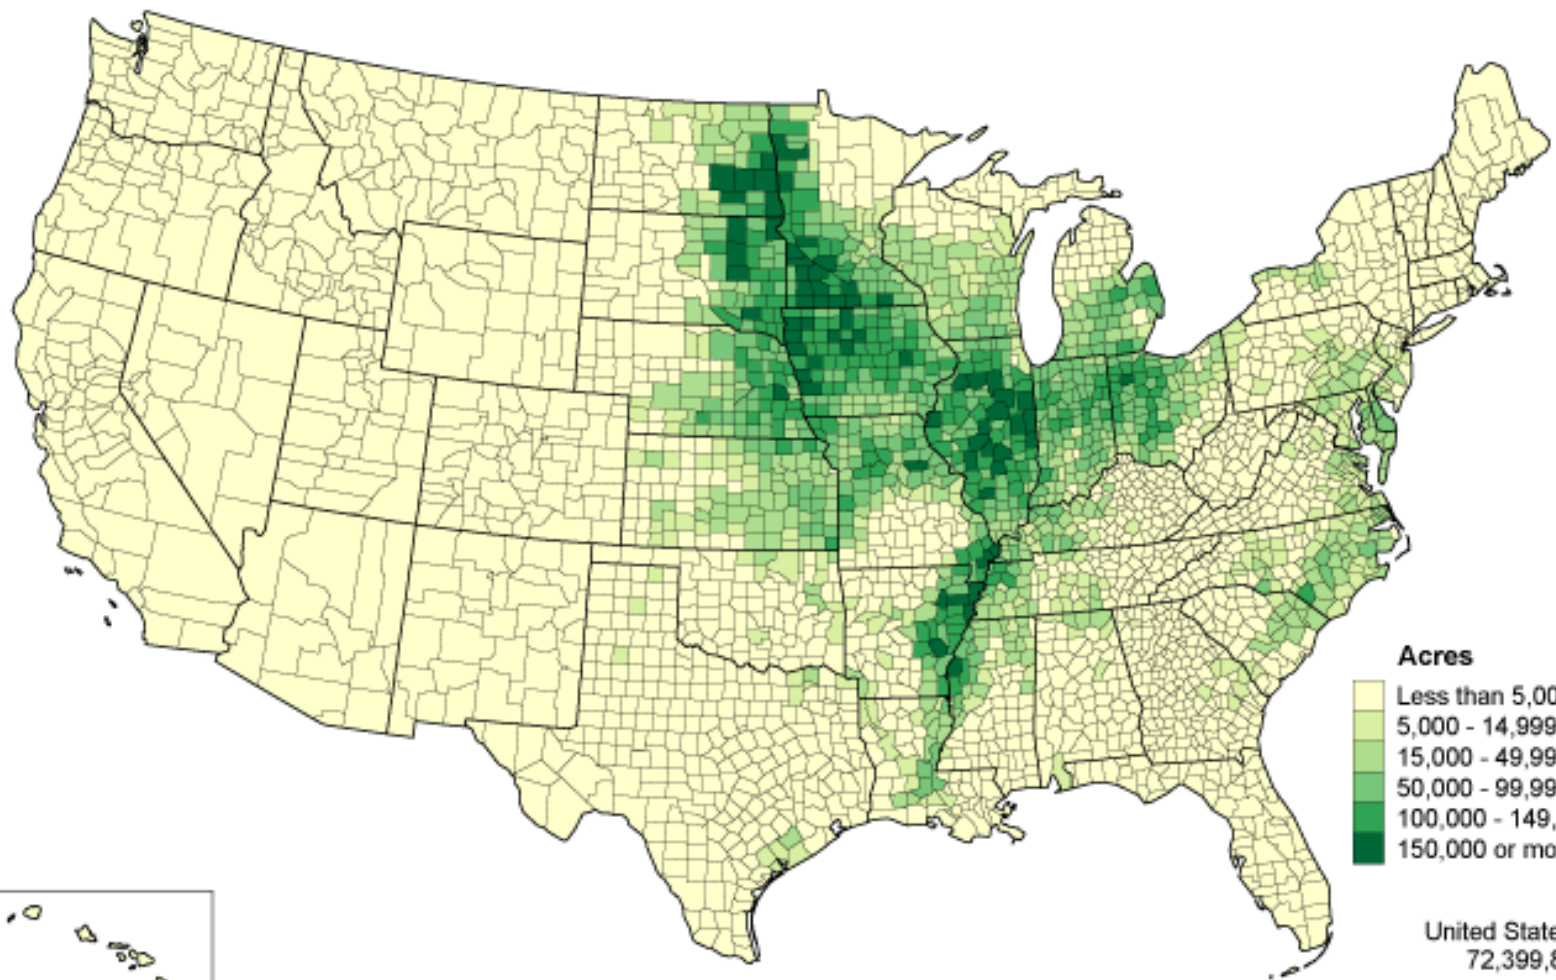 Acres
Less than 5,00
5,000 - 14,999
15,000 - 49,99
50,000 - 99,99
100,000 - 149,
150,000 or mo
United State
72,399,8